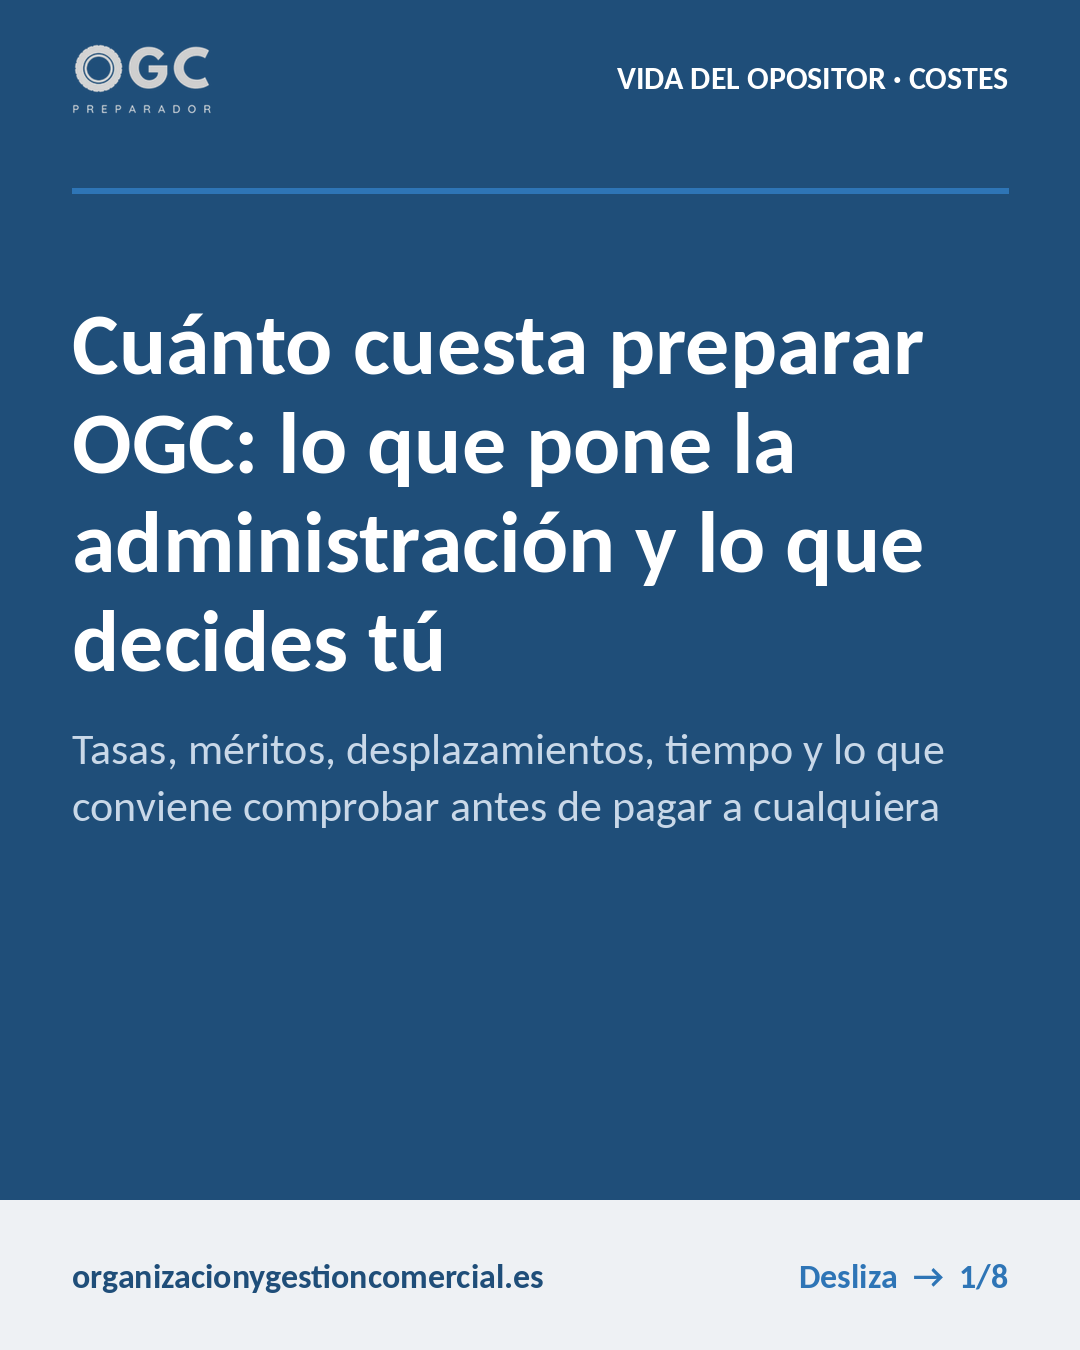 OGC
PREPARADOR
VIDA DEL OPOSITOR · COSTES
Cuánto cuesta preparar
OGC: lo que pone la
administración y lo que
decides tú
Tasas, méritos, desplazamientos, tiempo y lo que
conviene comprobar antes de pagar a cualquiera
organizacionygestioncomercial.es
Desliza → 1/8